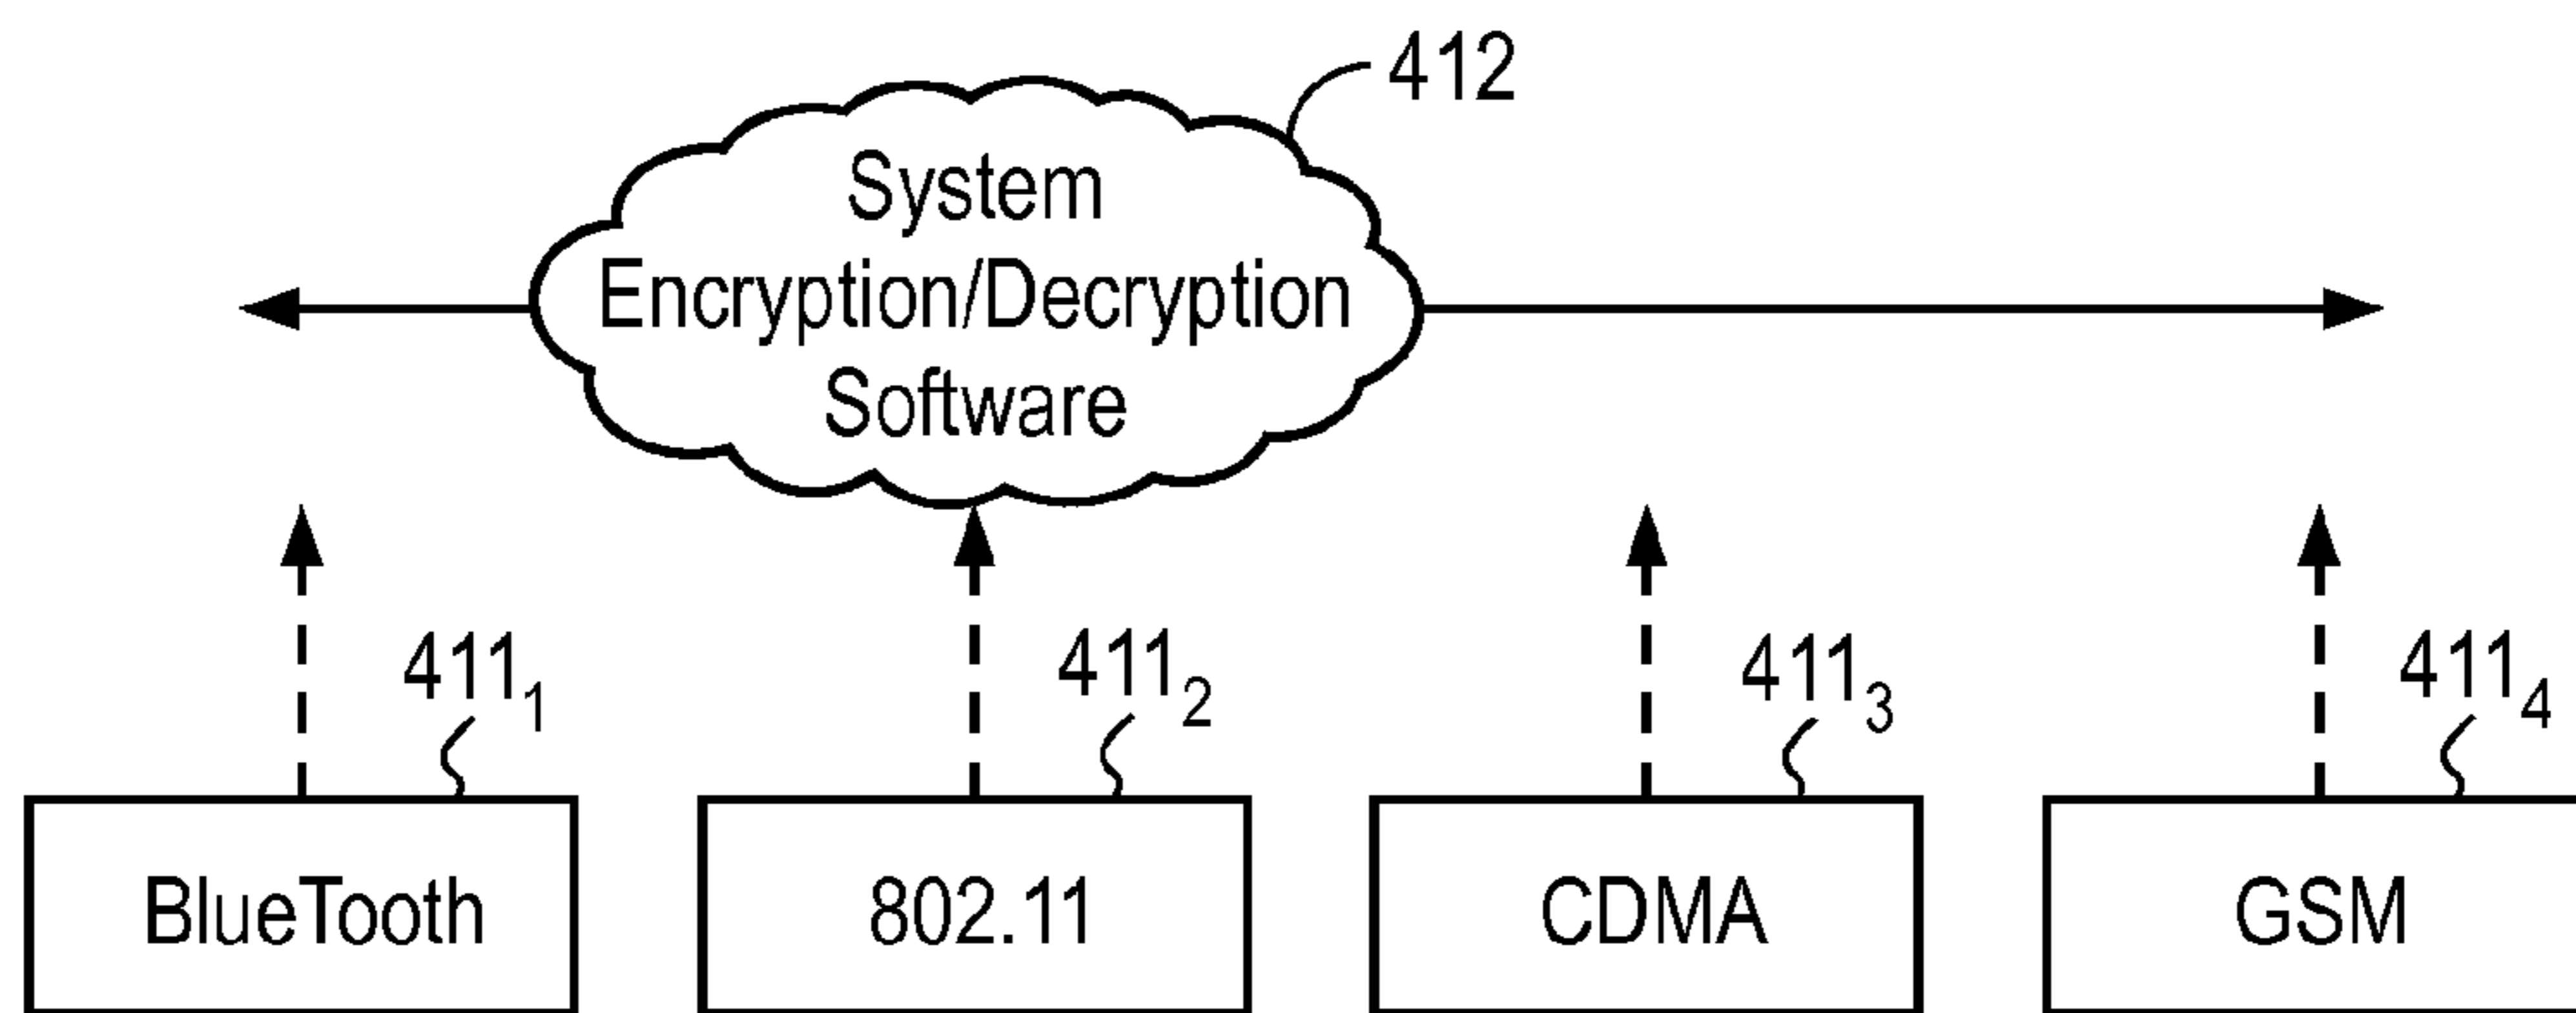 412
System
Encryption/Decryption
Software
411₁ 411₂ 411₃ 411₄
BlueTooth 802.11 CDMA GSM